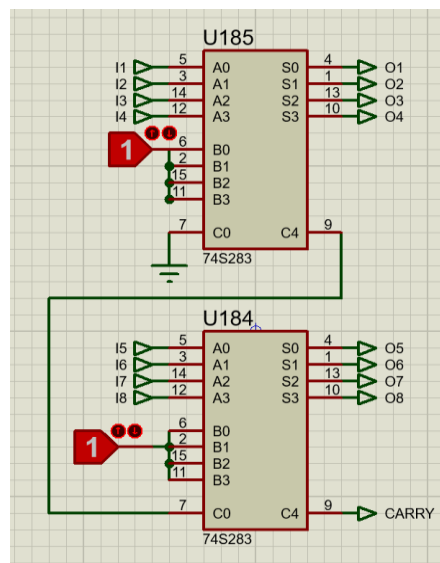 U185
I1 5 A0 S0 4 O1
I2 3 A1 S1 1 O2
I3 14 A2 S2 13 O3
I4 12 A3 S3 10 O4
1 6 B0
2 B1
15 B2
11 B3
7 C0 C4 9
74S283
U184
I5 5 A0 S0 4 O5
I6 3 A1 S1 1 O6
I7 14 A2 S2 13 O7
I8 12 A3 S3 10 O8
6 B0
1 2 B1
15 B2
11 B3
7 C0 C4 9 CARRY
74S283